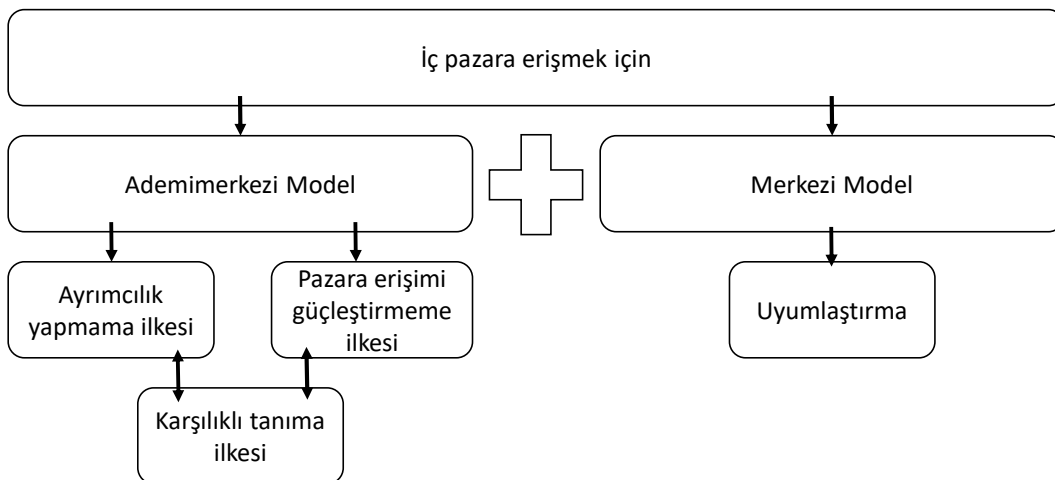 İç pazara erişmek için
Ademimerkezi Model
Merkezi Model
Ayrımcılık
yapmama ilkesi
Pazara erişimi
güçleştirmeme
ilkesi
Uyumlaştırma
Karşılıklı tanıma
ilkesi